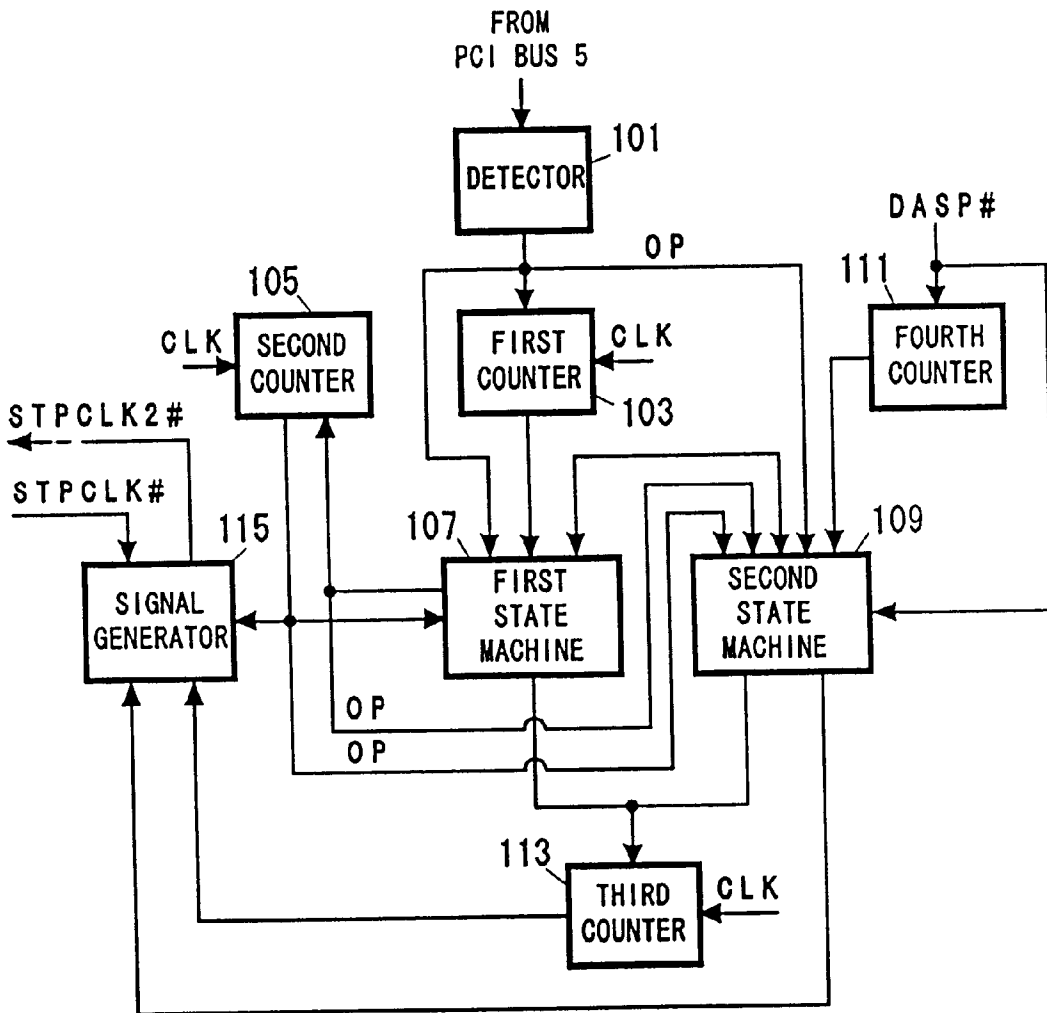 FROM
PCI BUS 5
101
DETECTOR
DASP#
OP
105
111
CLK
SECOND
COUNTER
FIRST
COUNTER
CLK
103
FOURTH
COUNTER
STPCLK2#
STPCLK#
115
107
109
SIGNAL
GENERATOR
FIRST
STATE
MACHINE
SECOND
STATE
MACHINE
OP
OP
113
THIRD
COUNTER
CLK